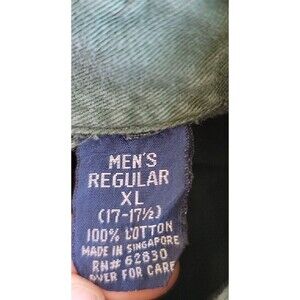 MEN'S
REGULAR
XL
(17-17½)
100% COTTON
MADE IN SINGAPORE
RN# 62830
OVER FOR CARE